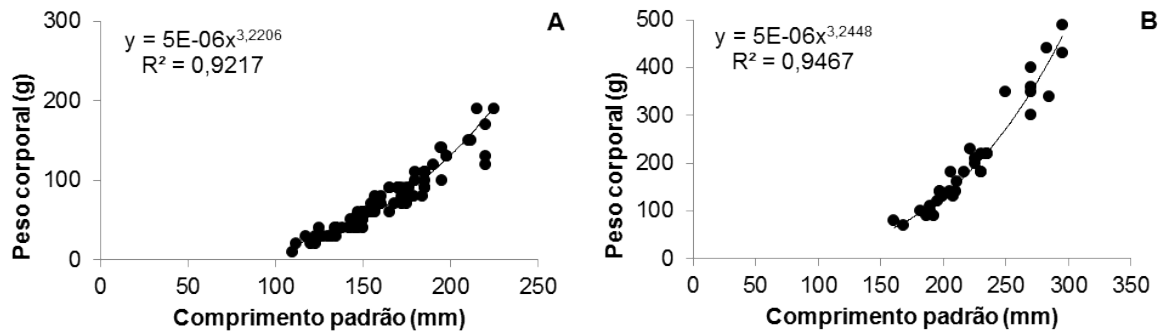 A
y = 5E-06x^3,2206
R² = 0,9217
Peso corporal (g)
300
200
100
0
0 50 100 150 200 250
Comprimento padrão (mm)
B
y = 5E-06x^3,2448
R² = 0,9467
Peso corporal (g)
500
400
300
200
100
0
0 50 100 150 200 250 300 350
Comprimento padrão (mm)